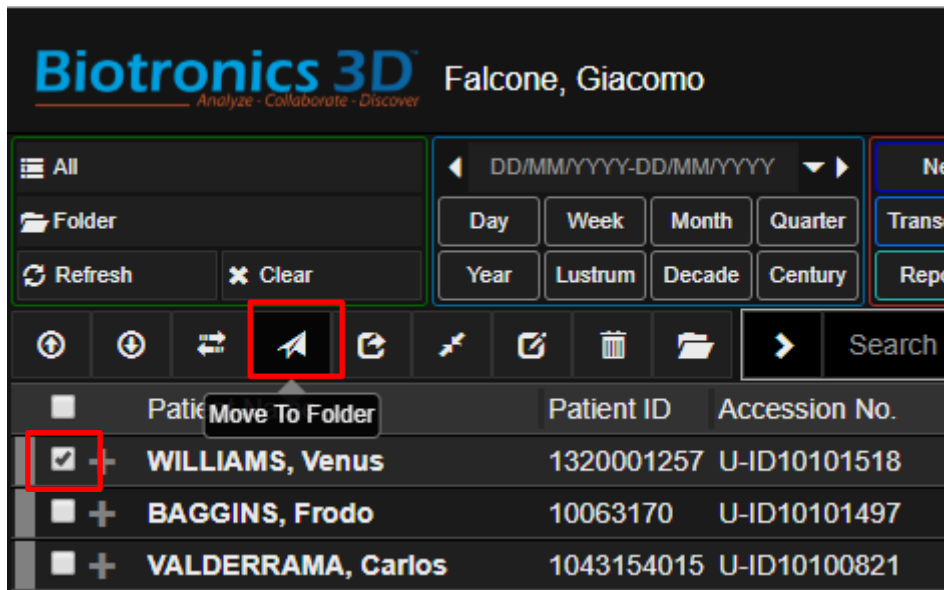 Biotronics 3D
Analyze - Collaborate - Discover
Falcone, Giacomo
All
Folder
Refresh Clear
DD/MM/YYYY-DD/MM/YYYY
Day Week Month Quarter
Year Lustrum Decade Century
Search
Move To Folder
Patient ID Accession No.
WILLIAMS, Venus 1320001257 U-ID10101518
BAGGINS, Frodo 10063170 U-ID10101497
VALDERRAMA, Carlos 1043154015 U-ID10100821